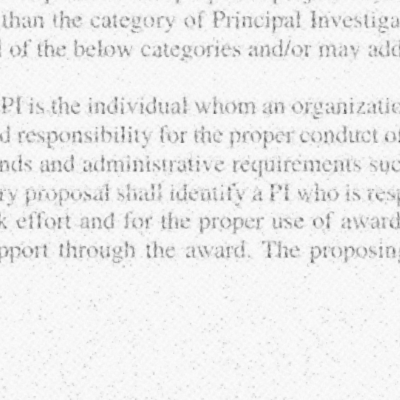 than the category of Principal Investiga
of the below categories and/or may add
PI is the individual whom an organizatio
d responsibility for the proper conduct of
nds and administrative requirements suc
ry proposal shall identify a PI who is resp
k effort and for the proper use of award
pport through the award. The proposing